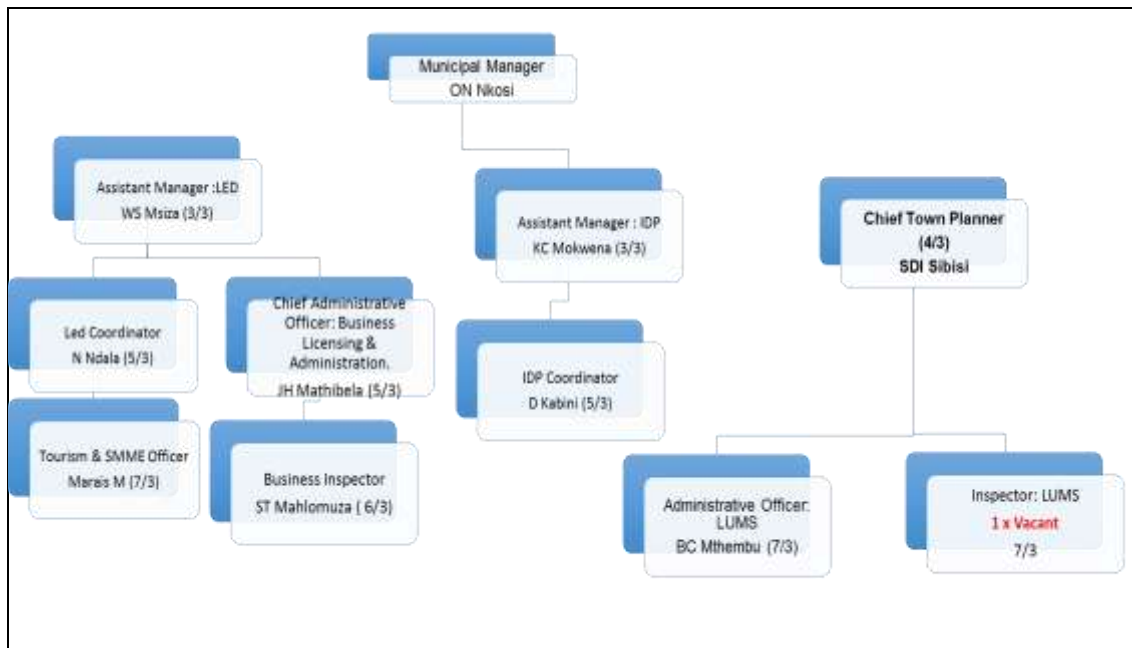 Municipal Manager
ON Nkosi
Assistant Manager :LED
WS Msiza (3/3)
Assistant Manager : IDP
KC Mokwena (3/3)
Chief Town Planner
(4/3)
SDI Sibisi
Led Coordinator
N Ndala (5/3)
Chief Administrative
Officer: Business
Licensing &
Administration.
JH Mathibela (5/3)
IDP Coordinator
D Kabini (5/3)
Tourism & SMME Officer
Marais M (7/3)
Business Inspector
ST Mahlomuza ( 6/3)
Administrative Officer:
LUMS
BC Mthembu (7/3)
Inspector: LUMS
1 x Vacant
7/3